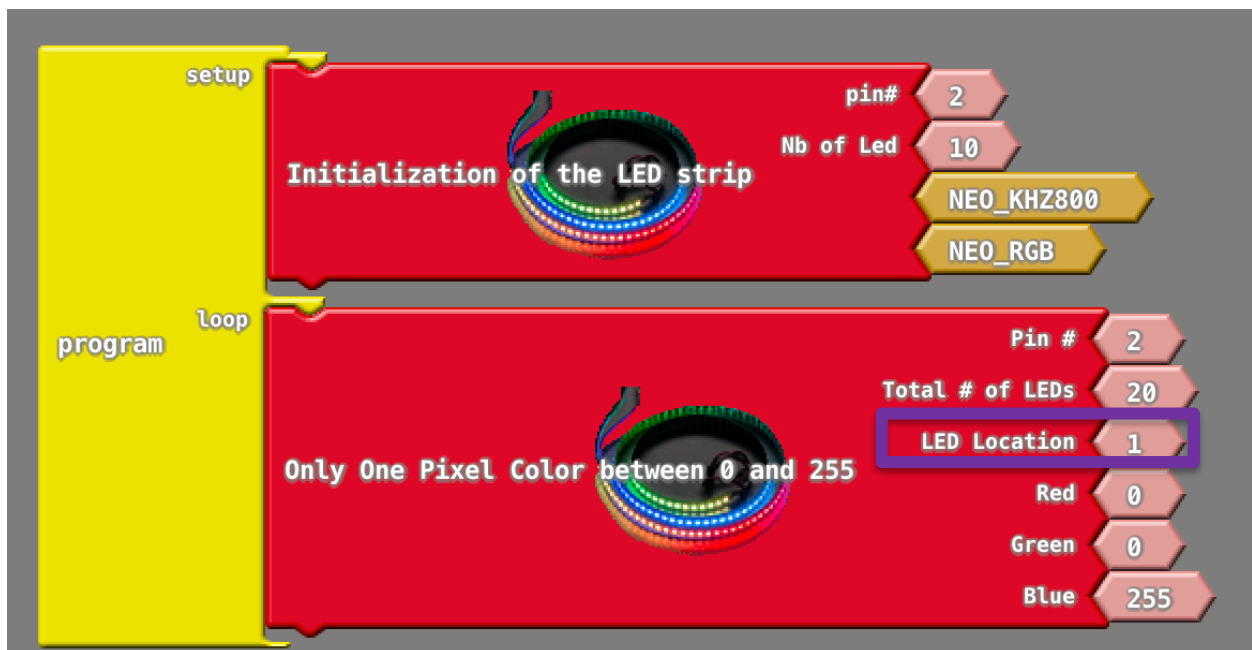 setup
pin# 2
Nb of Led 10
Initialization of the LED strip
NEO_KHZ800
NEO_RGB
loop
program
Pin # 2
Total # of LEDs 20
LED Location 1
Only One Pixel Color between 0 and 255
Red 0
Green 0
Blue 255